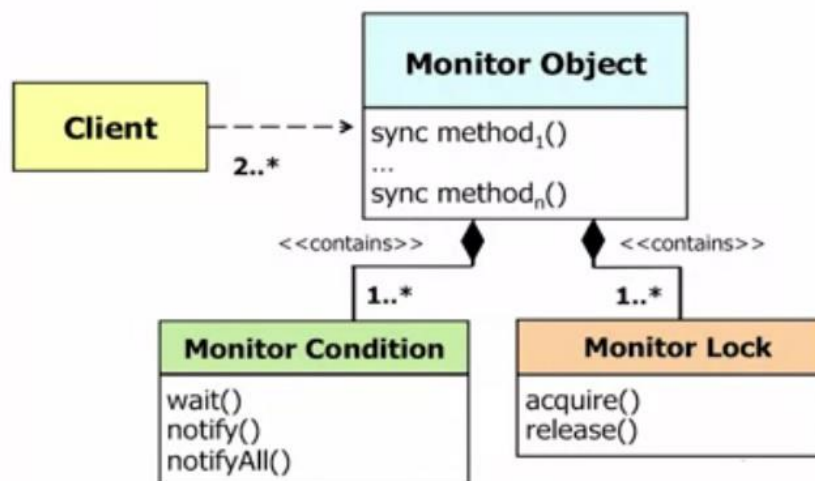 Monitor Object
Client
sync method₁()
...
sync methodₙ()
2..*
<<contains>>
<<contains>>
1..*
1..*
Monitor Condition
wait()
notify()
notifyAll()
Monitor Lock
acquire()
release()